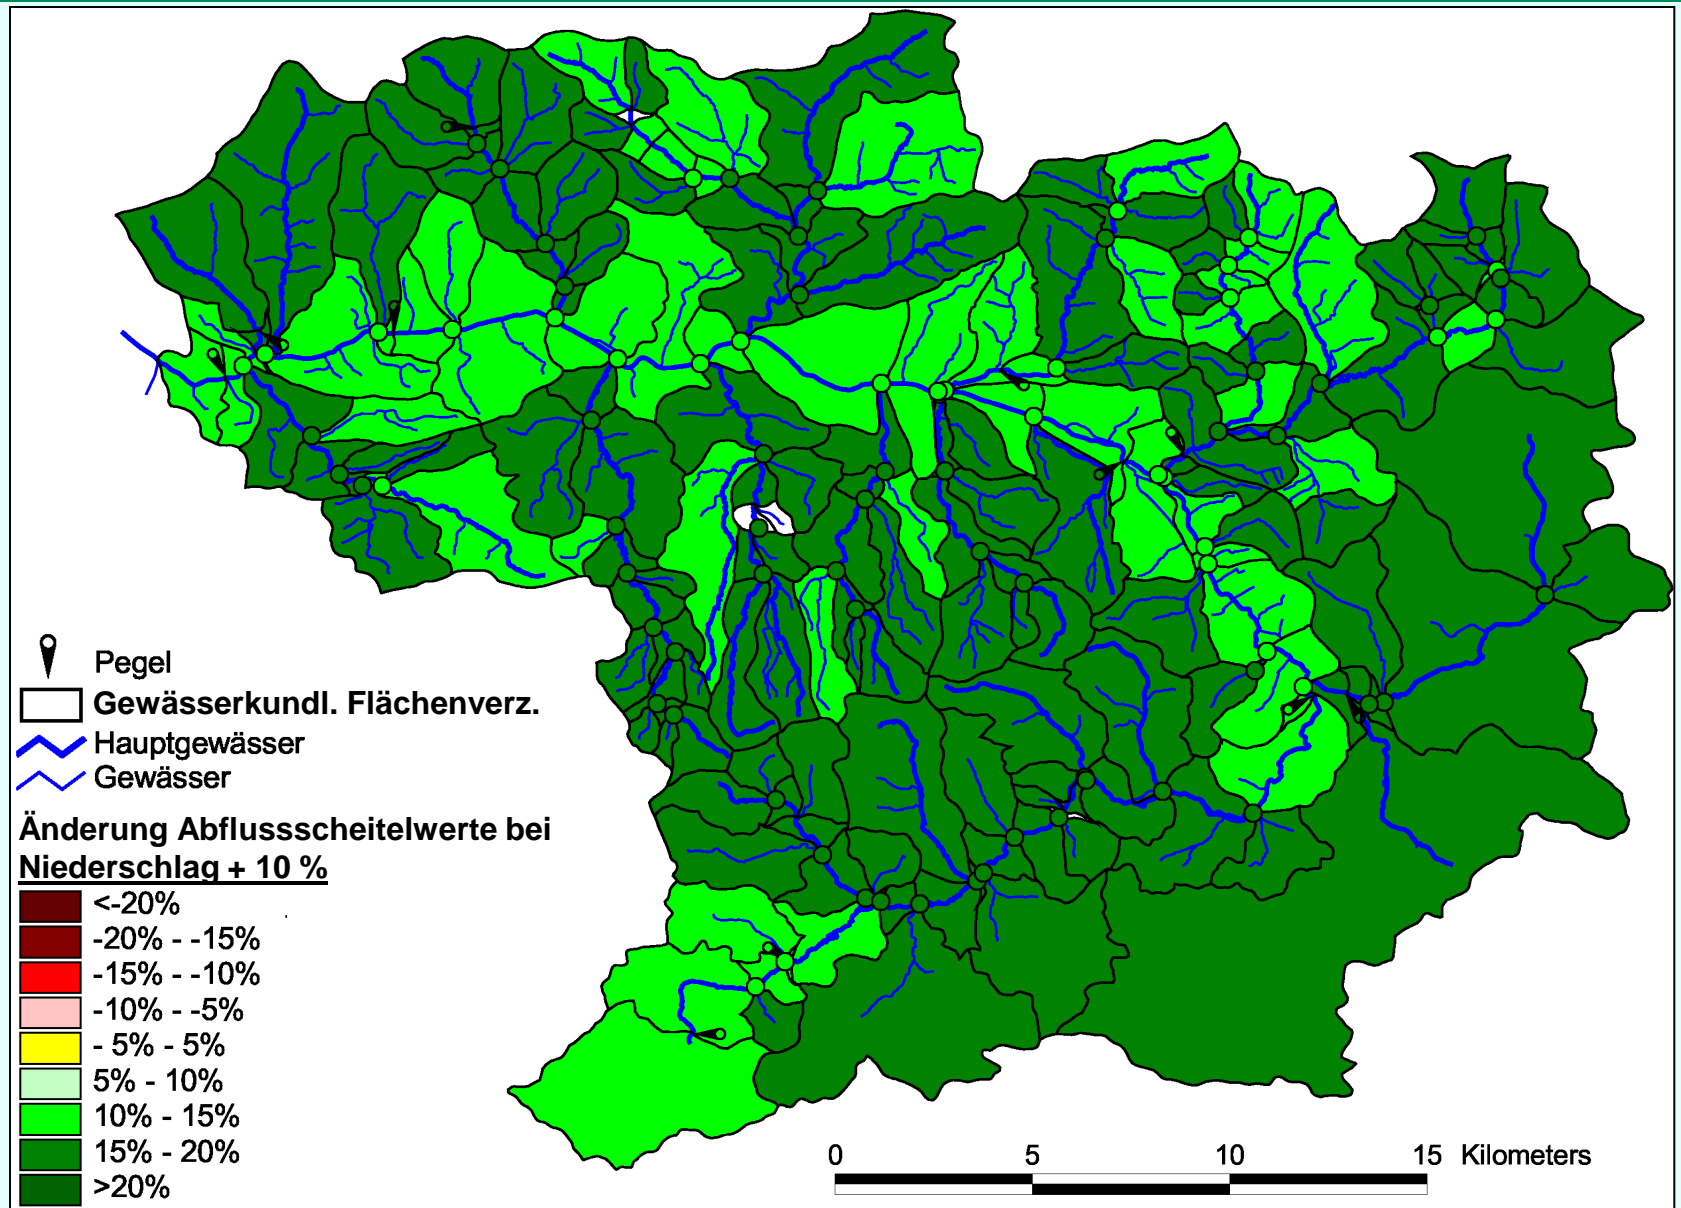 Pegel
Gewässerkundl. Flächenverz.
Hauptgewässer
Gewässer
Änderung Abflussscheitelwerte bei
Niederschlag + 10 %
<-20%
-20% - -15%
-15% - -10%
-10% - -5%
- 5% - 5%
5% - 10%
10% - 15%
15% - 20%
>20%
0 5 10 15 Kilometers